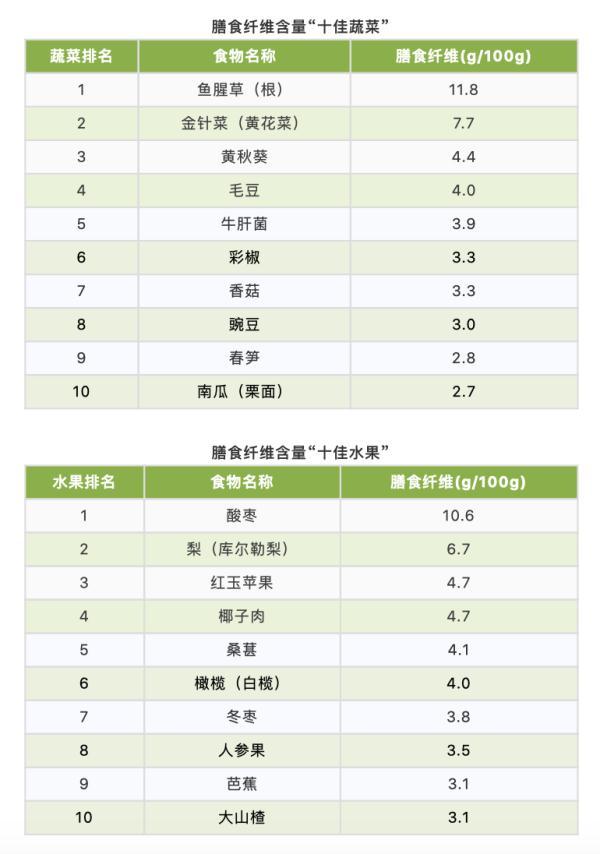 膳食纤维含量“十佳蔬菜”
蔬菜排名 食物名称 膳食纤维(g/100g)
1 鱼腥草（根） 11.8
2 金针菜（黄花菜） 7.7
3 黄秋葵 4.4
4 毛豆 4.0
5 牛肝菌 3.9
6 彩椒 3.3
7 香菇 3.3
8 豌豆 3.0
9 春笋 2.8
10 南瓜（栗面） 2.7
膳食纤维含量“十佳水果”
水果排名 食物名称 膳食纤维(g/100g)
1 酸枣 10.6
2 梨（库尔勒梨） 6.7
3 红玉苹果 4.7
4 椰子肉 4.7
5 桑葚 4.1
6 橄榄（白榄） 4.0
7 冬枣 3.8
8 人参果 3.5
9 芭蕉 3.1
10 大山楂 3.1